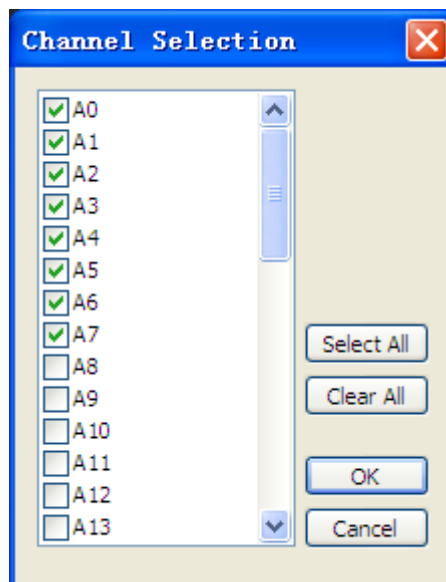 Channel Selection
A0
A1
A2
A3
A4
A5
A6
A7
A8
A9
A10
A11
A12
A13
Select All
Clear All
OK
Cancel